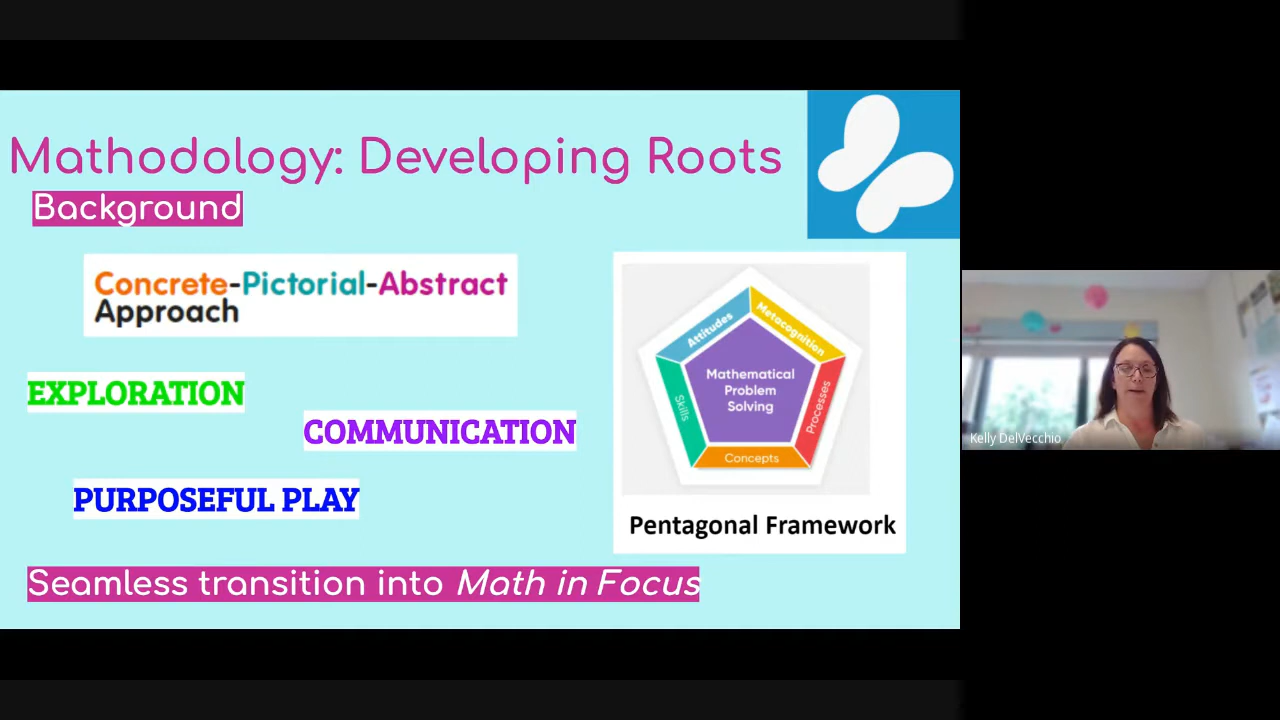 Mathodology: Developing Roots
Background
Concrete-Pictorial-Abstract
Approach
EXPLORATION
COMMUNICATION
PURPOSEFUL PLAY
Attitudes
Metacognition
Mathematical
Problem
Solving
Skills
Processes
Concepts
Pentagonal Framework
Seamless transition into Math in Focus
Kelly DelVecchio